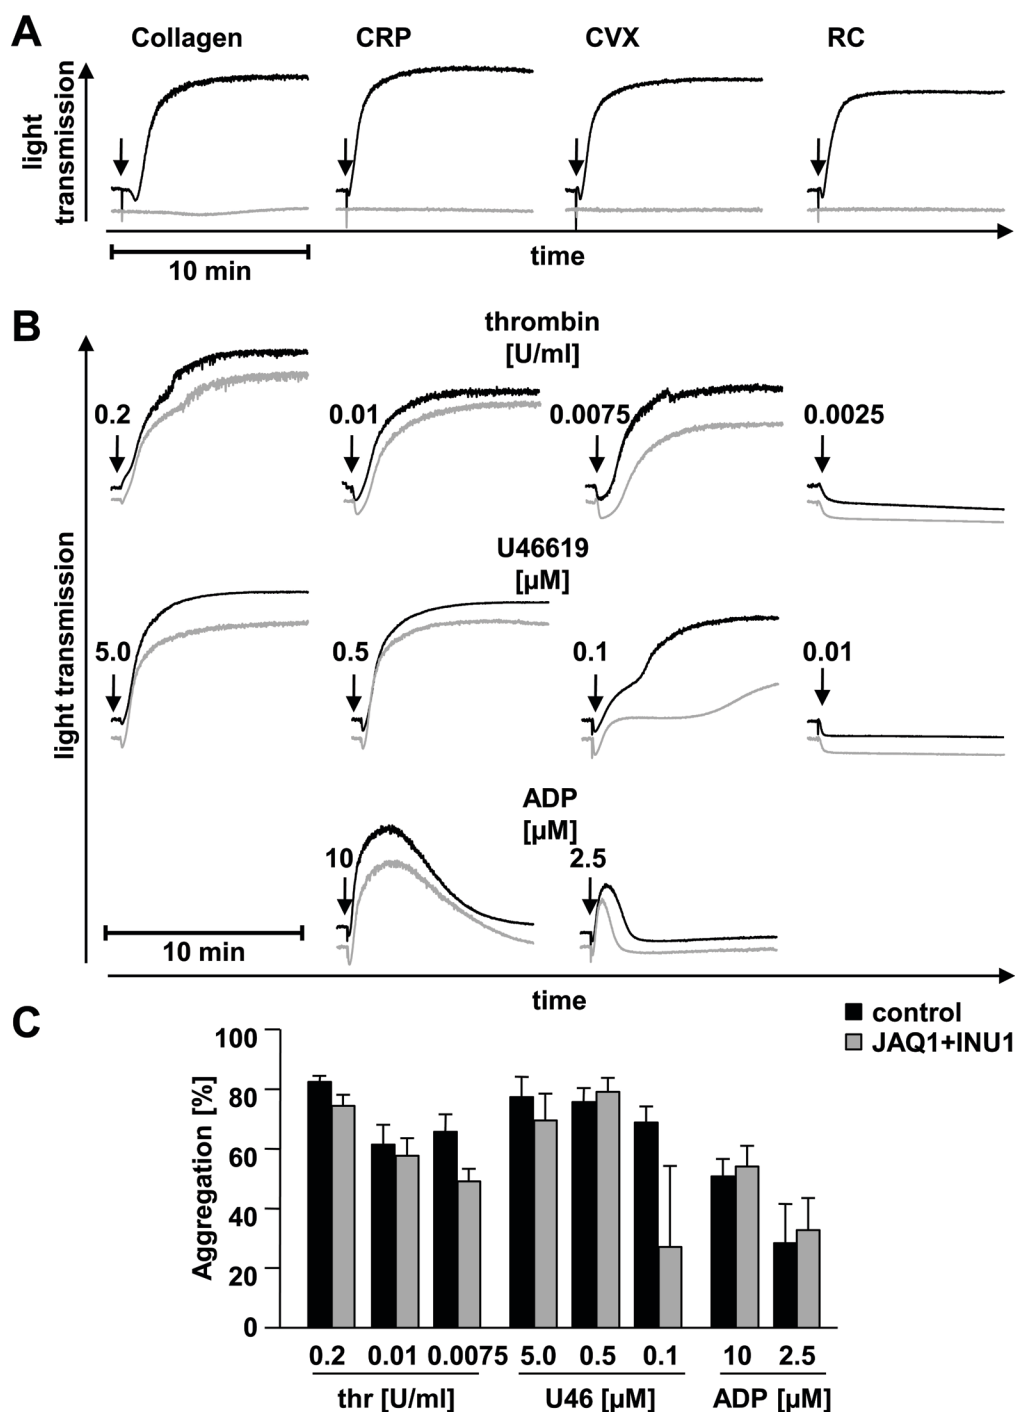 A
Collagen CRP CVX RC
light
transmission
10 min
time
B
thrombin
[U/ml]
0.2 0.01 0.0075 0.0025
U46619
[µM]
5.0 0.5 0.1 0.01
light transmission
ADP
[µM]
10 2.5
10 min
time
C
control
JAQ1+INU1
Aggregation [%]
100
80
60
40
20
0
0.2 0.01 0.0075 5.0 0.5 0.1 10 2.5
thr [U/ml] U46 [µM] ADP [µM]